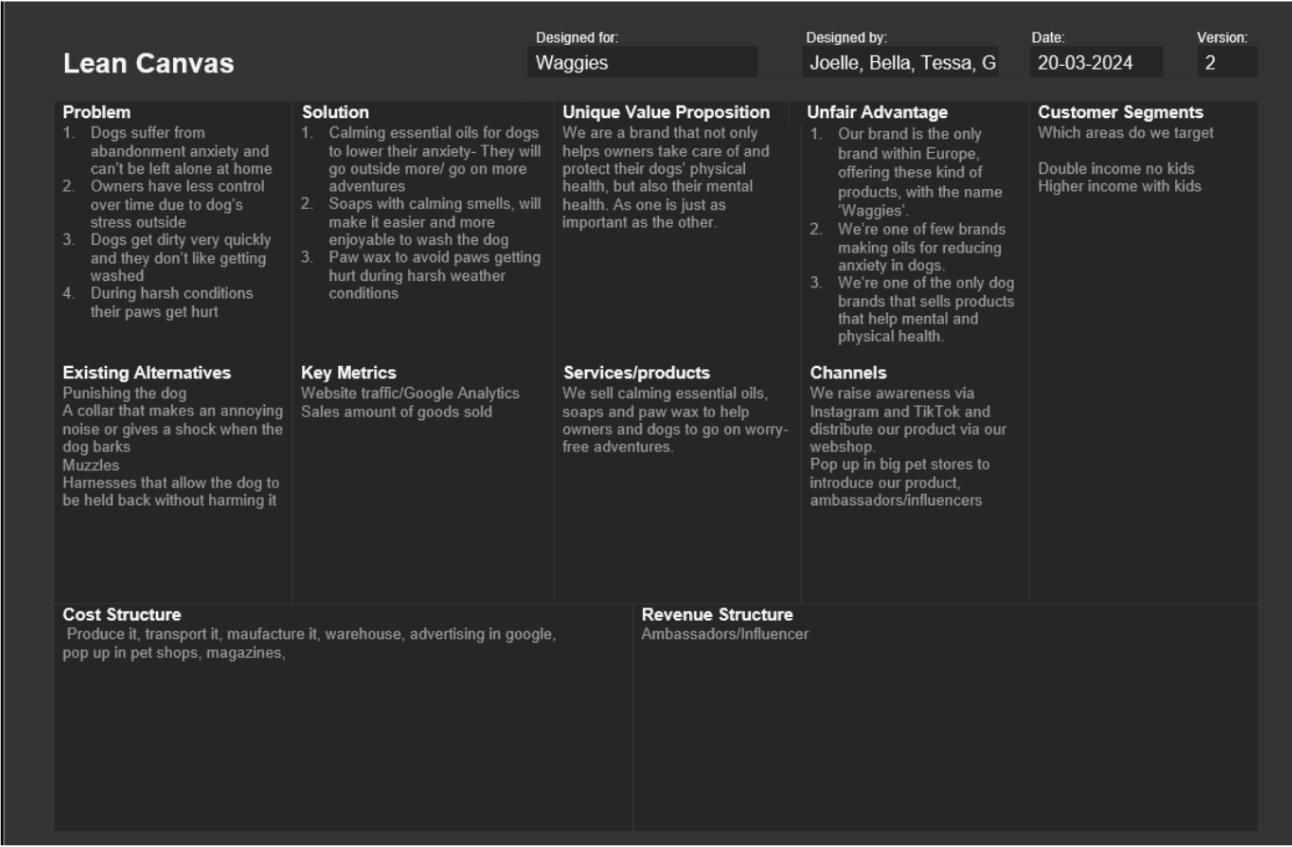 Lean Canvas
Designed for:
Waggies
Designed by:
Joelle, Bella, Tessa, G
Date:
20-03-2024
Version:
2
Problem
1. Dogs suffer from
abandonment anxiety and
can't be left alone at home
2. Owners have less control
over time due to dog's
stress outside
3. Dogs get dirty very quickly
and they don't like getting
washed
4. During harsh conditions
their paws get hurt
Solution
1. Calming essential oils for dogs
to lower their anxiety- They will
go outside more/ go on more
adventures
2. Soaps with calming smells, will
make it easier and more
enjoyable to wash the dog
3. Paw wax to avoid paws getting
hurt during harsh weather
conditions
Unique Value Proposition
We are a brand that not only
helps owners take care of and
protect their dogs' physical
health, but also their mental
health. As one is just as
important as the other.
Unfair Advantage
1. Our brand is the only
brand within Europe,
offering these kind of
products, with the name
'Waggies'.
2. We're one of few brands
making oils for reducing
anxiety in dogs.
3. We're one of the only dog
brands that sells products
that help mental and
physical health.
Customer Segments
Which areas do we target
Double income no kids
Higher income with kids
Existing Alternatives
Punishing the dog
A collar that makes an annoying
noise or gives a shock when the
dog barks
Muzzles
Harnesses that allow the dog to
be held back without harming it
Key Metrics
Website traffic/Google Analytics
Sales amount of goods sold
Services/products
We sell calming essential oils,
soaps and paw wax to help
owners and dogs to go on worry-
free adventures.
Channels
We raise awareness via
Instagram and TikTok and
distribute our product via our
webshop.
Pop up in big pet stores to
introduce our product,
ambassadors/influencers
Cost Structure
Produce it, transport it, maufacture it, warehouse, advertising in google,
pop up in pet shops, magazines,
Revenue Structure
Ambassadors/Influencer